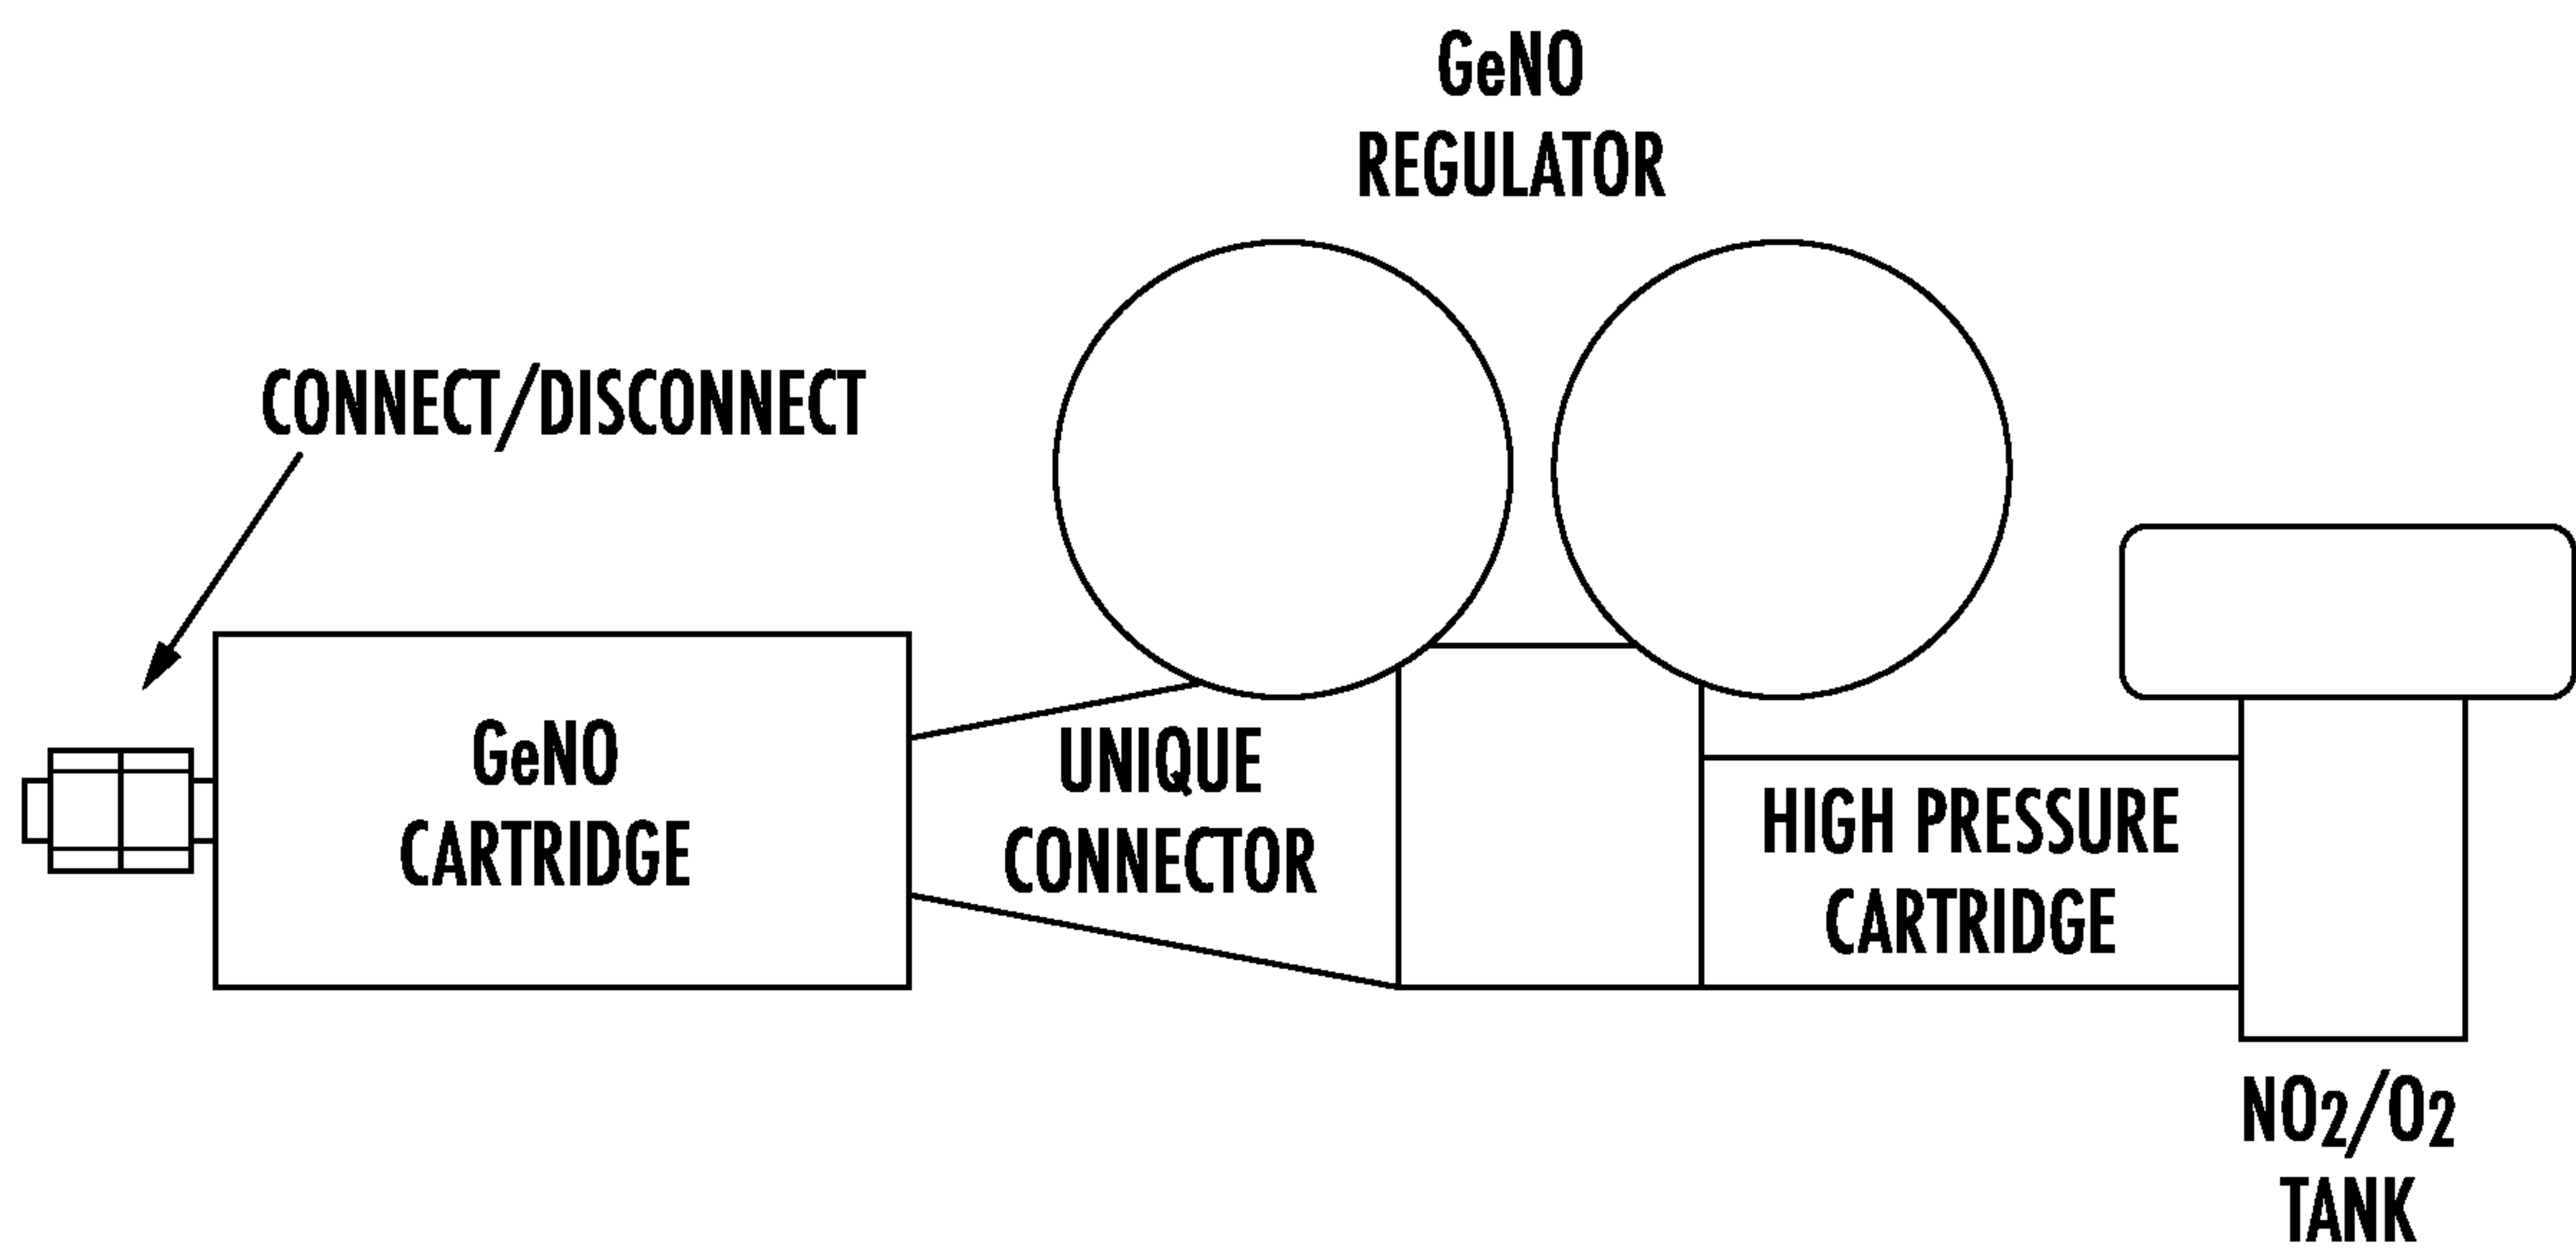 GeNO
REGULATOR
CONNECT/DISCONNECT
GeNO
CARTRIDGE
UNIQUE
CONNECTOR
HIGH PRESSURE
CARTRIDGE
NO2/O2
TANK